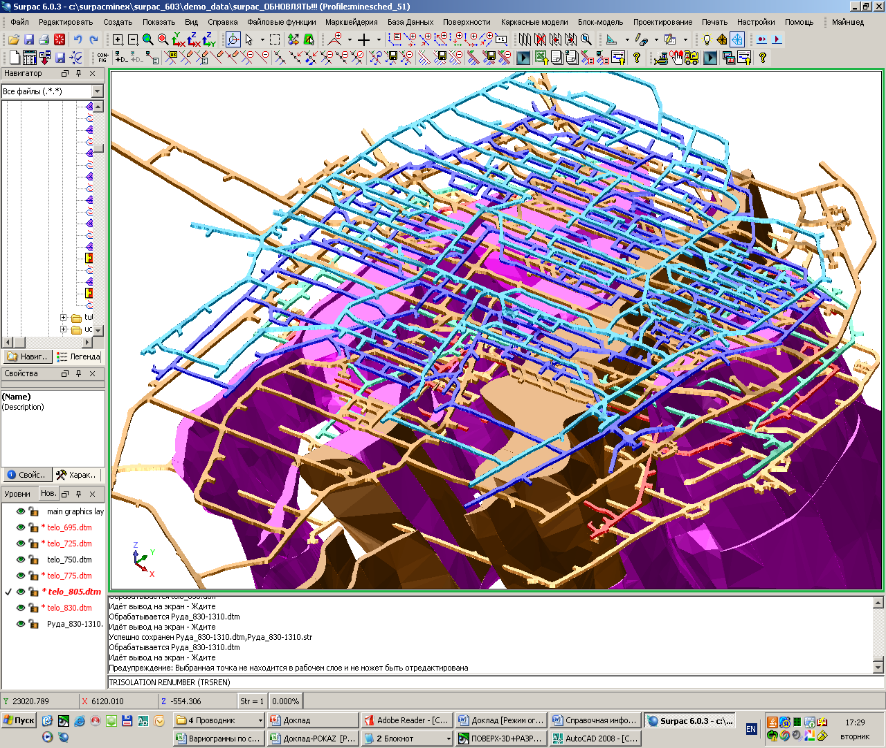 Surpac 6.0.3 - c:\surpacminex\surpac_603\demo_data\surpac_ОБНОВЛЯТЬ!!! (Profile:minesched_51)
Файл Редактировать Создать Показать Вид Справка Файловые функции Маркшейдерия База Данных Поверхности Каркасные модели Блок-модель Проектирование Печать Настройки Помощь Майншед
Навигатор
Все файлы (*.*)
tut
Навиг... Легенда
Свойства
(Name)
(Description)
Свойс... Харак...
Уровни Нов.
main graphics lay
* telo_695.dtm
* telo_725.dtm
telo_750.dtm
* telo_775.dtm
* telo_805.dtm
* telo_830.dtm
Руда_830-1310.
Z
Y
X
Идёт вывод на экран - Ждите
Обрабатывается Руда_830-1310.dtm
Идёт вывод на экран - Ждите
Успешно сохранен Руда_830-1310.dtm,Руда_830-1310.str
Обрабатывается Руда_830-1310.dtm
Идёт вывод на экран - Ждите
Предупреждение: Выбранная точка не находится в рабочем слое и не может быть отредактирована
TRISOLATION RENUMBER (TRSREN)
Y 23020.789 X 6120.010 Z -554.306 Str = 1 0.000%
Пуск 4 Проводник Доклад Adobe Reader - [С... Доклад [Режим ог... Справочная инфо... Surpac 6.0.3 - c:\... EN 17:29
Вариограммы по с... Доклад-POKAZ [Р... 2 Блокнот ПОВЕРХ-3D+РАЗР... AutoCAD 2008 - [С... вторник